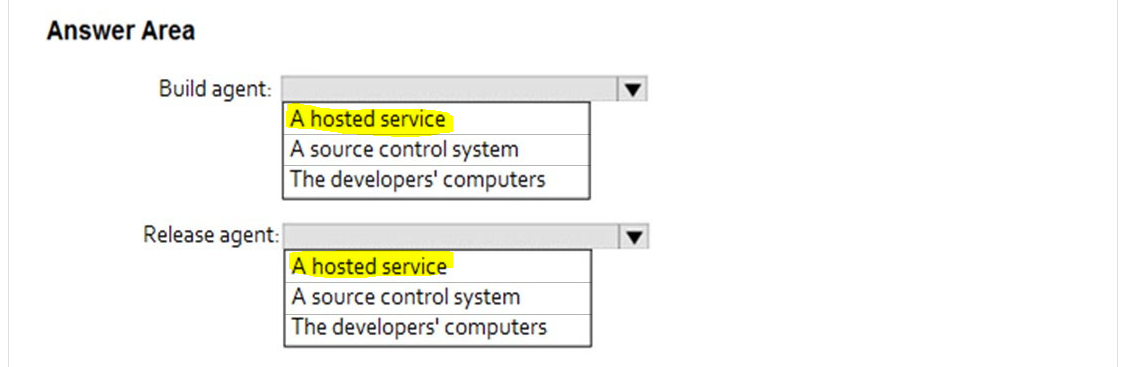 Answer Area
Build agent:
A hosted service
A source control system
The developers' computers
Release agent:
A hosted service
A source control system
The developers' computers